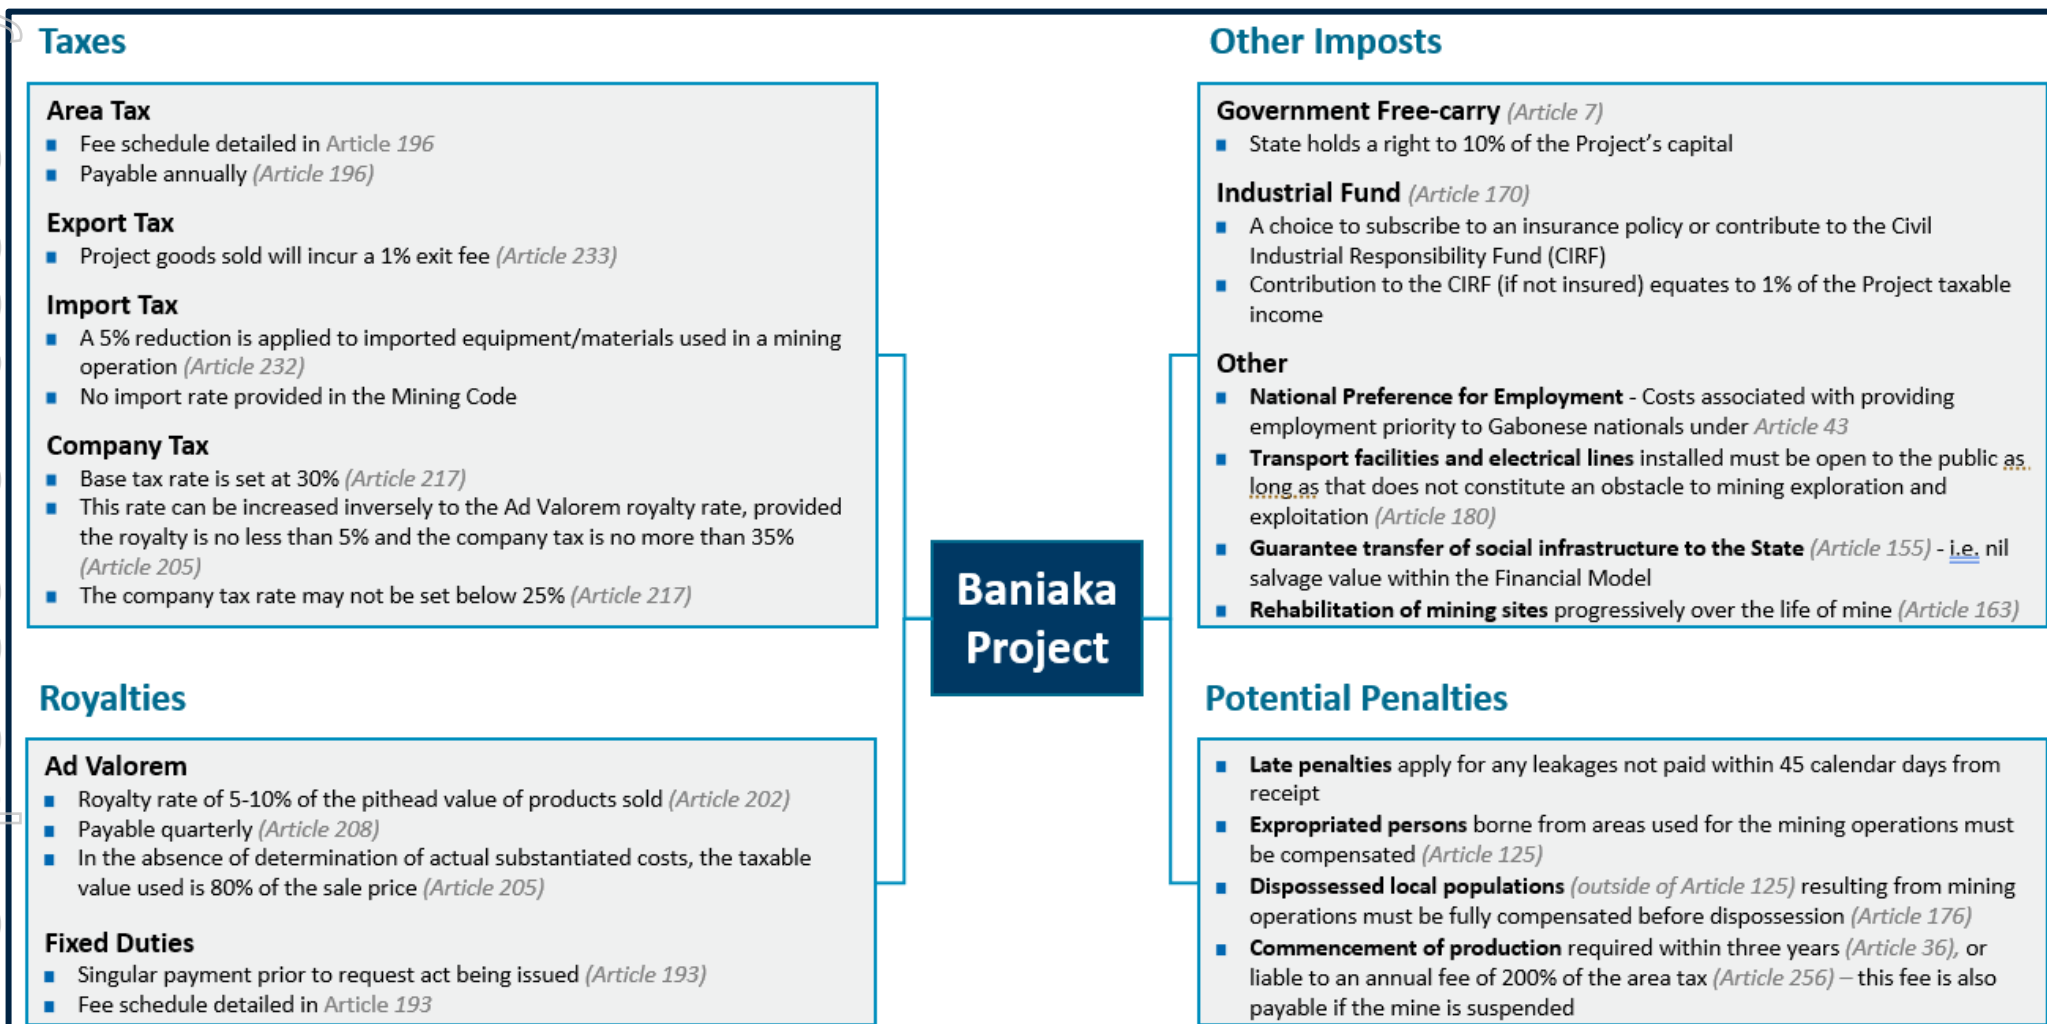 Taxes
Area Tax
Fee schedule detailed in Article 196
Payable annually (Article 196)
Export Tax
Project goods sold will incur a 1% exit fee (Article 233)
Import Tax
A 5% reduction is applied to imported equipment/materials used in a mining
operation (Article 232)
No import rate provided in the Mining Code
Company Tax
Base tax rate is set at 30% (Article 217)
This rate can be increased inversely to the Ad Valorem royalty rate, provided
the royalty is no less than 5% and the company tax is no more than 35%
(Article 205)
The company tax rate may not be set below 25% (Article 217)
Royalties
Ad Valorem
Royalty rate of 5-10% of the pithead value of products sold (Article 202)
Payable quarterly (Article 208)
In the absence of determination of actual substantiated costs, the taxable
value used is 80% of the sale price (Article 205)
Fixed Duties
Singular payment prior to request act being issued (Article 193)
Fee schedule detailed in Article 193
Baniaka
Project
Other Imposts
Government Free-carry (Article 7)
State holds a right to 10% of the Project's capital
Industrial Fund (Article 170)
A choice to subscribe to an insurance policy or contribute to the Civil
Industrial Responsibility Fund (CIRF)
Contribution to the CIRF (if not insured) equates to 1% of the Project taxable
income
Other
National Preference for Employment - Costs associated with providing
employment priority to Gabonese nationals under Article 43
Transport facilities and electrical lines installed must be open to the public as
long as that does not constitute an obstacle to mining exploration and
exploitation (Article 180)
Guarantee transfer of social infrastructure to the State (Article 155) - i.e. nil
salvage value within the Financial Model
Rehabilitation of mining sites progressively over the life of mine (Article 163)
Potential Penalties
Late penalties apply for any leakages not paid within 45 calendar days from
receipt
Expropriated persons borne from areas used for the mining operations must
be compensated (Article 125)
Dispossessed local populations (outside of Article 125) resulting from mining
operations must be fully compensated before dispossession (Article 176)
Commencement of production required within three years (Article 36), or
liable to an annual fee of 200% of the area tax (Article 256) – this fee is also
payable if the mine is suspended